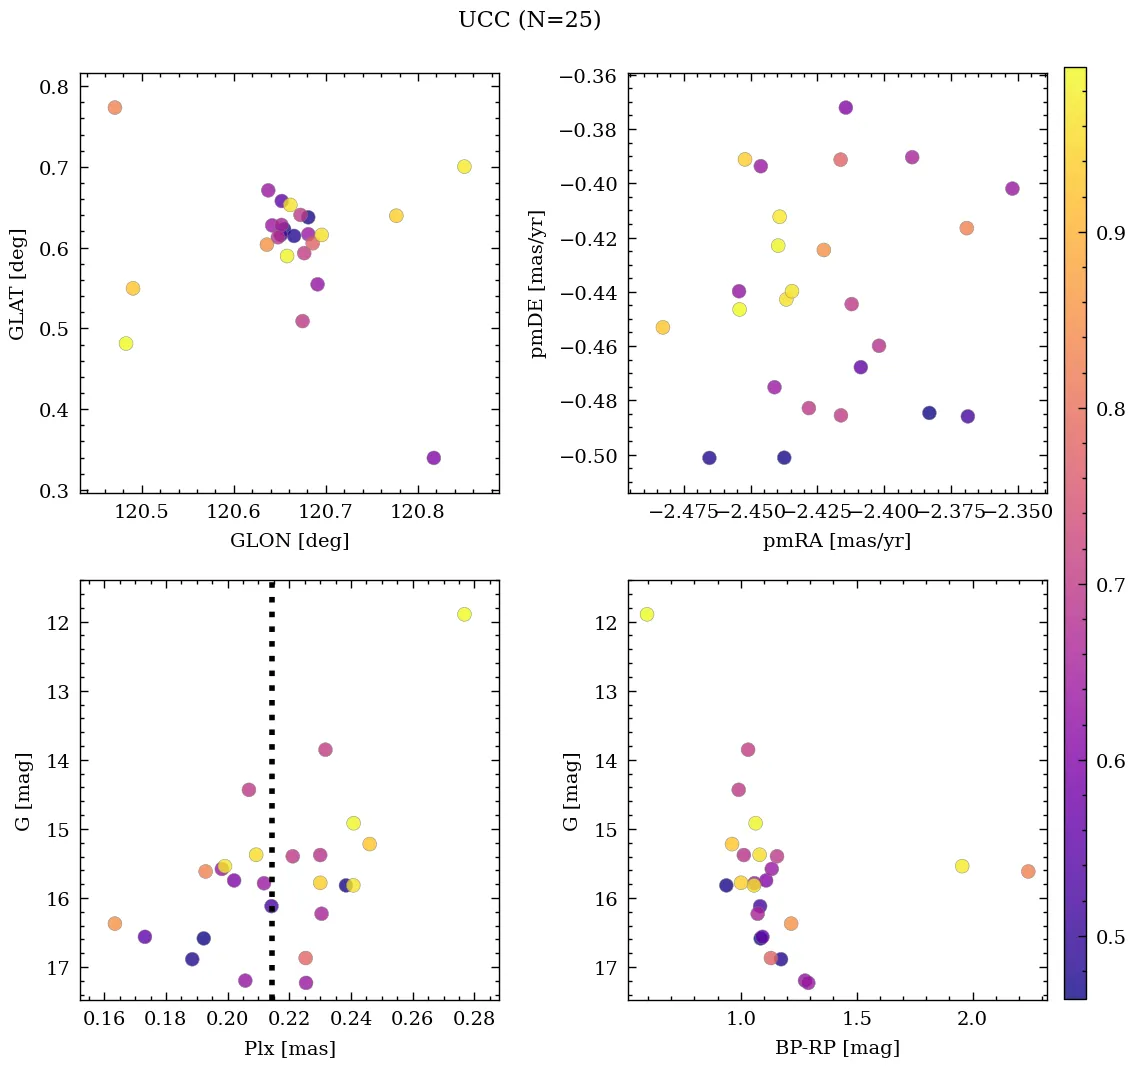 UCC (N=25)
0.8
0.7
0.6
0.5
0.4
0.3
GLAT [deg]
120.5 120.6 120.7 120.8
GLON [deg]
−0.36
−0.38
−0.40
−0.42
−0.44
−0.46
−0.48
−0.50
pmDE [mas/yr]
−2.475 −2.450 −2.425 −2.400 −2.375 −2.350
pmRA [mas/yr]
0.9
0.8
0.7
0.6
0.5
12
13
14
15
16
17
G [mag]
0.16 0.18 0.20 0.22 0.24 0.26 0.28
Plx [mas]
12
13
14
15
16
17
G [mag]
1.0 1.5 2.0
BP-RP [mag]